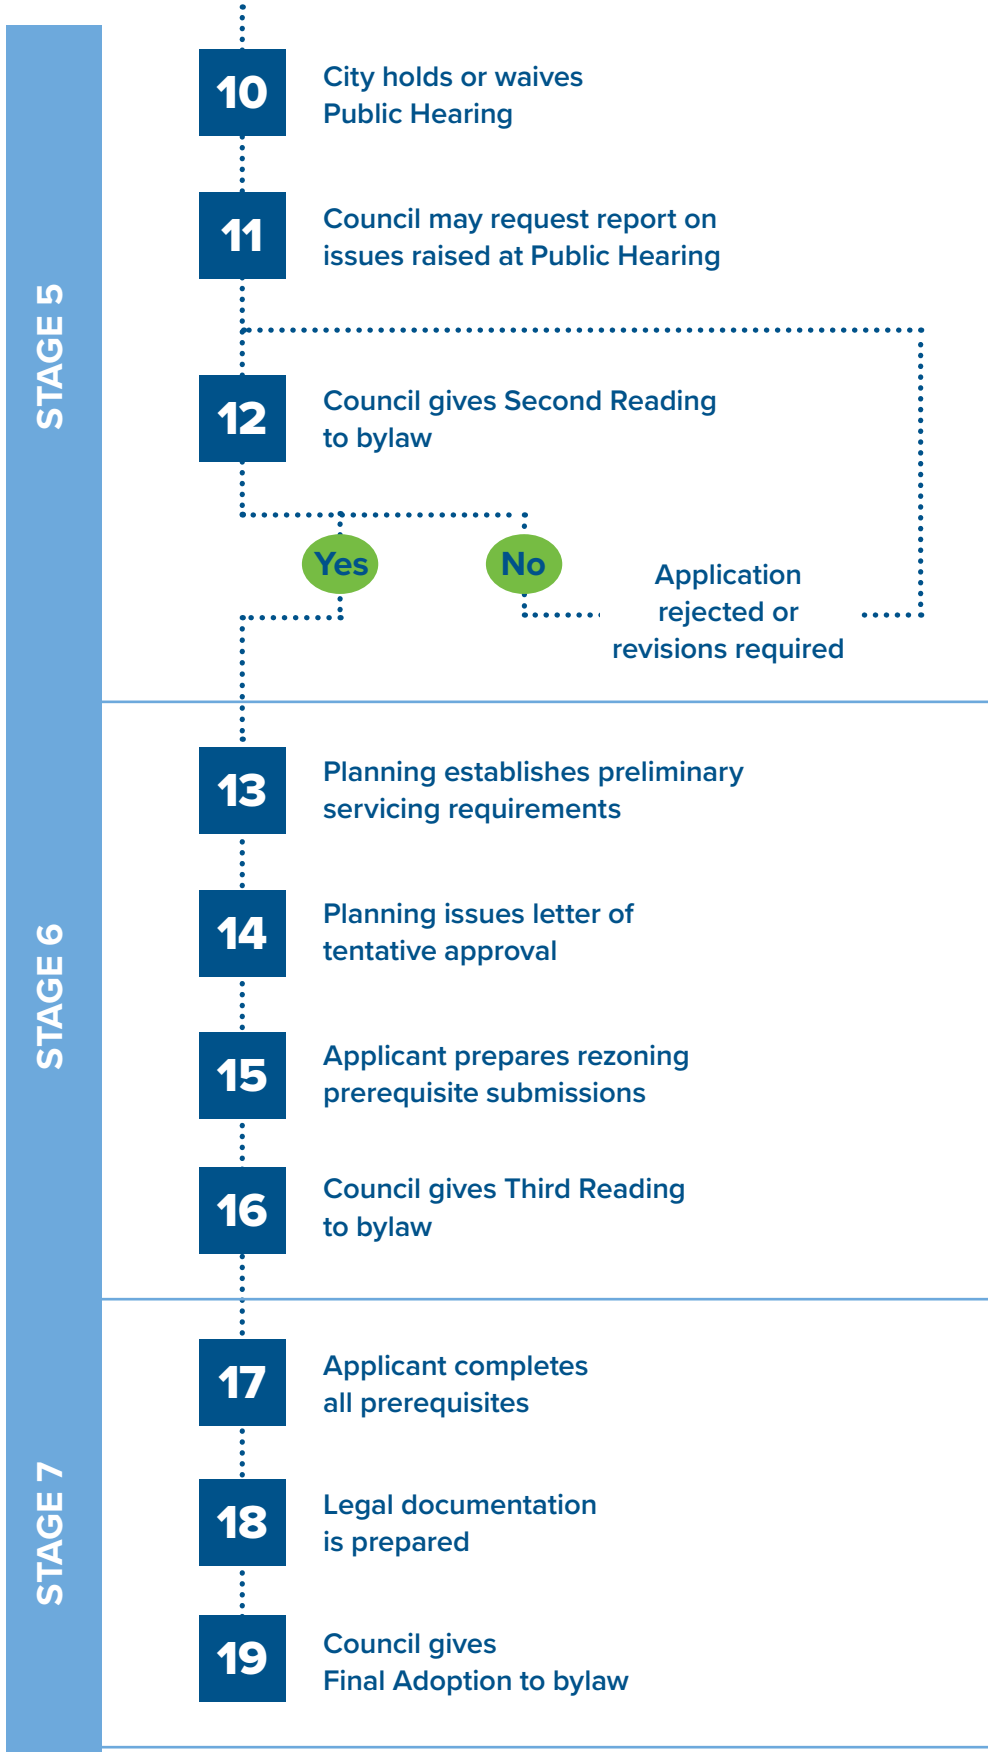 STAGE 5
10
City holds or waives
Public Hearing
11
Council may request report on
issues raised at Public Hearing
12
Council gives Second Reading
to bylaw
Yes
No
Application
rejected or
revisions required
STAGE 6
13
Planning establishes preliminary
servicing requirements
14
Planning issues letter of
tentative approval
15
Applicant prepares rezoning
prerequisite submissions
16
Council gives Third Reading
to bylaw
STAGE 7
17
Applicant completes
all prerequisites
18
Legal documentation
is prepared
19
Council gives
Final Adoption to bylaw